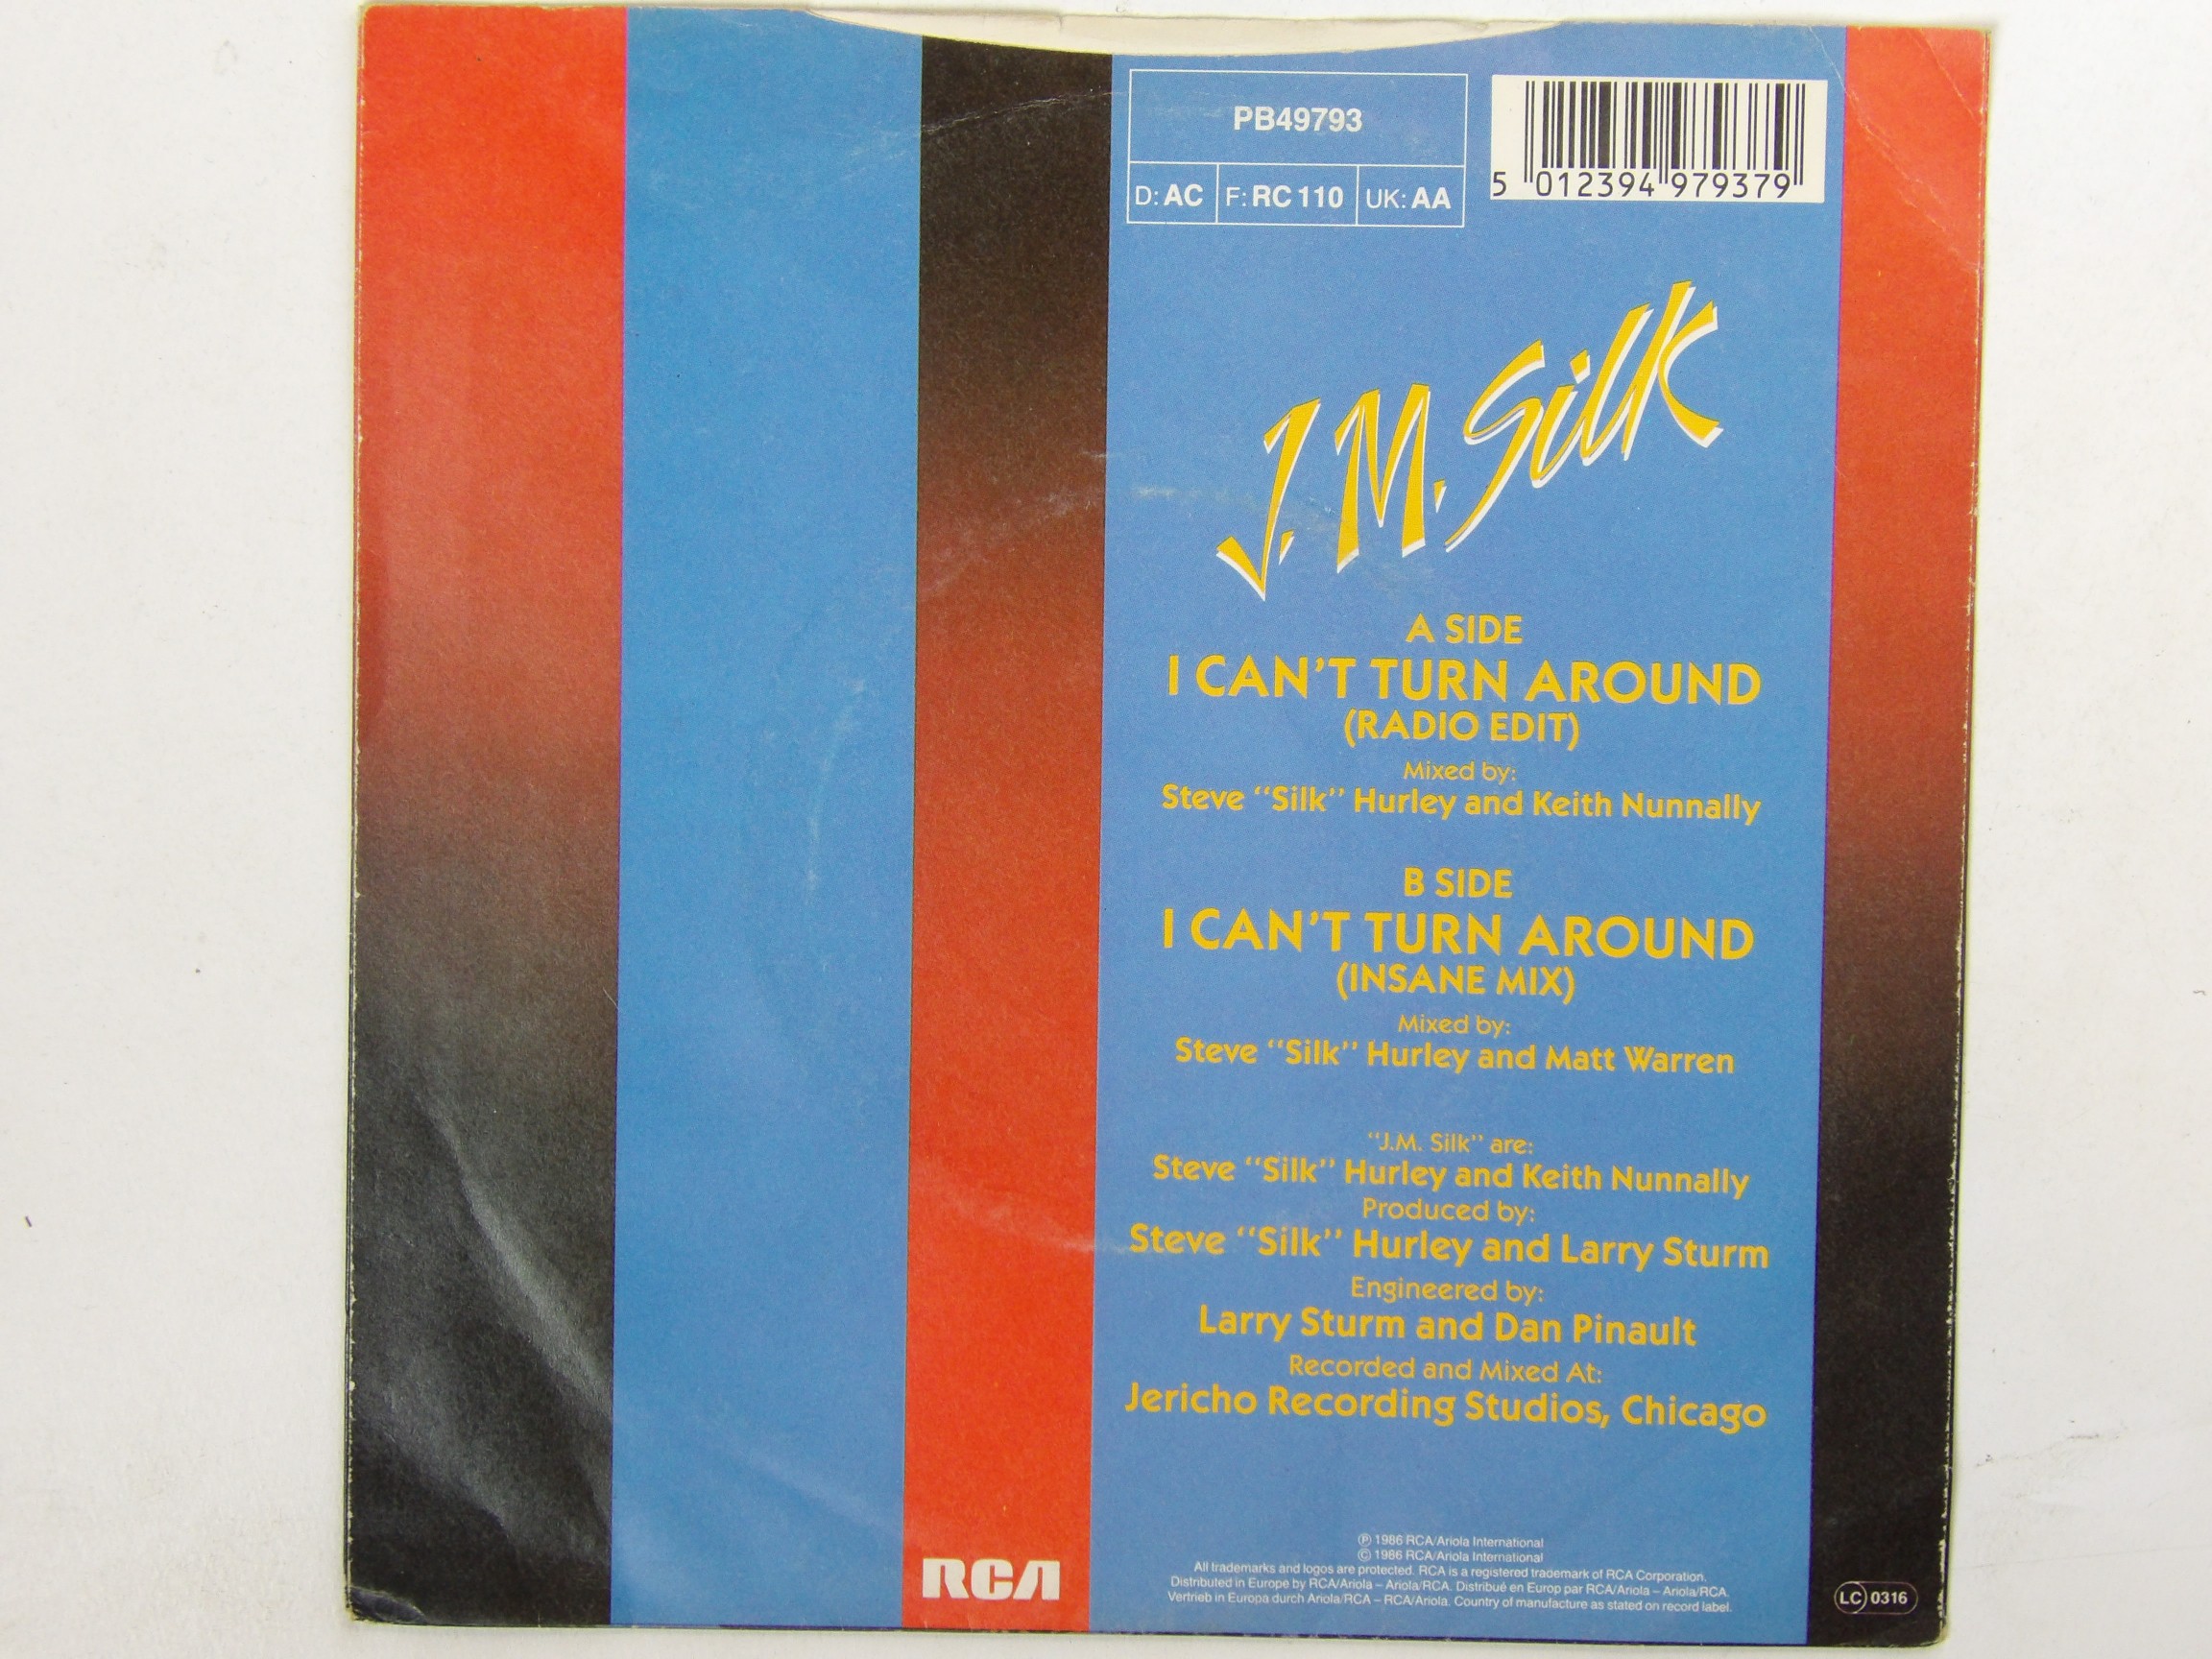 PB49793
D: AC F: RC 110 UK: AA
5 012394 979379
J.M. Silk
A SIDE
I CAN'T TURN AROUND
(RADIO EDIT)
Mixed by:
Steve "Silk" Hurley and Keith Nunnally
B SIDE
I CAN'T TURN AROUND
(INSANE MIX)
Mixed by:
Steve "Silk" Hurley and Matt Warren
"J.M. Silk" are:
Steve "Silk" Hurley and Keith Nunnally
Produced by:
Steve "Silk" Hurley and Larry Sturm
Engineered by:
Larry Sturm and Dan Pinault
Recorded and Mixed At:
Jericho Recording Studios, Chicago
℗ 1986 RCA/Ariola International
© 1986 RCA/Ariola International
All trademarks and logos are protected. RCA is a registered trademark of RCA Corporation.
Distributed in Europe by RCA/Ariola – Ariola/RCA. Distribué en Europ par RCA/Ariola – Ariola/RCA.
Vertrieb in Europa durch Ariola/RCA – RCA/Ariola. Country of manufacture as stated on record label.
RCA
LC 0316